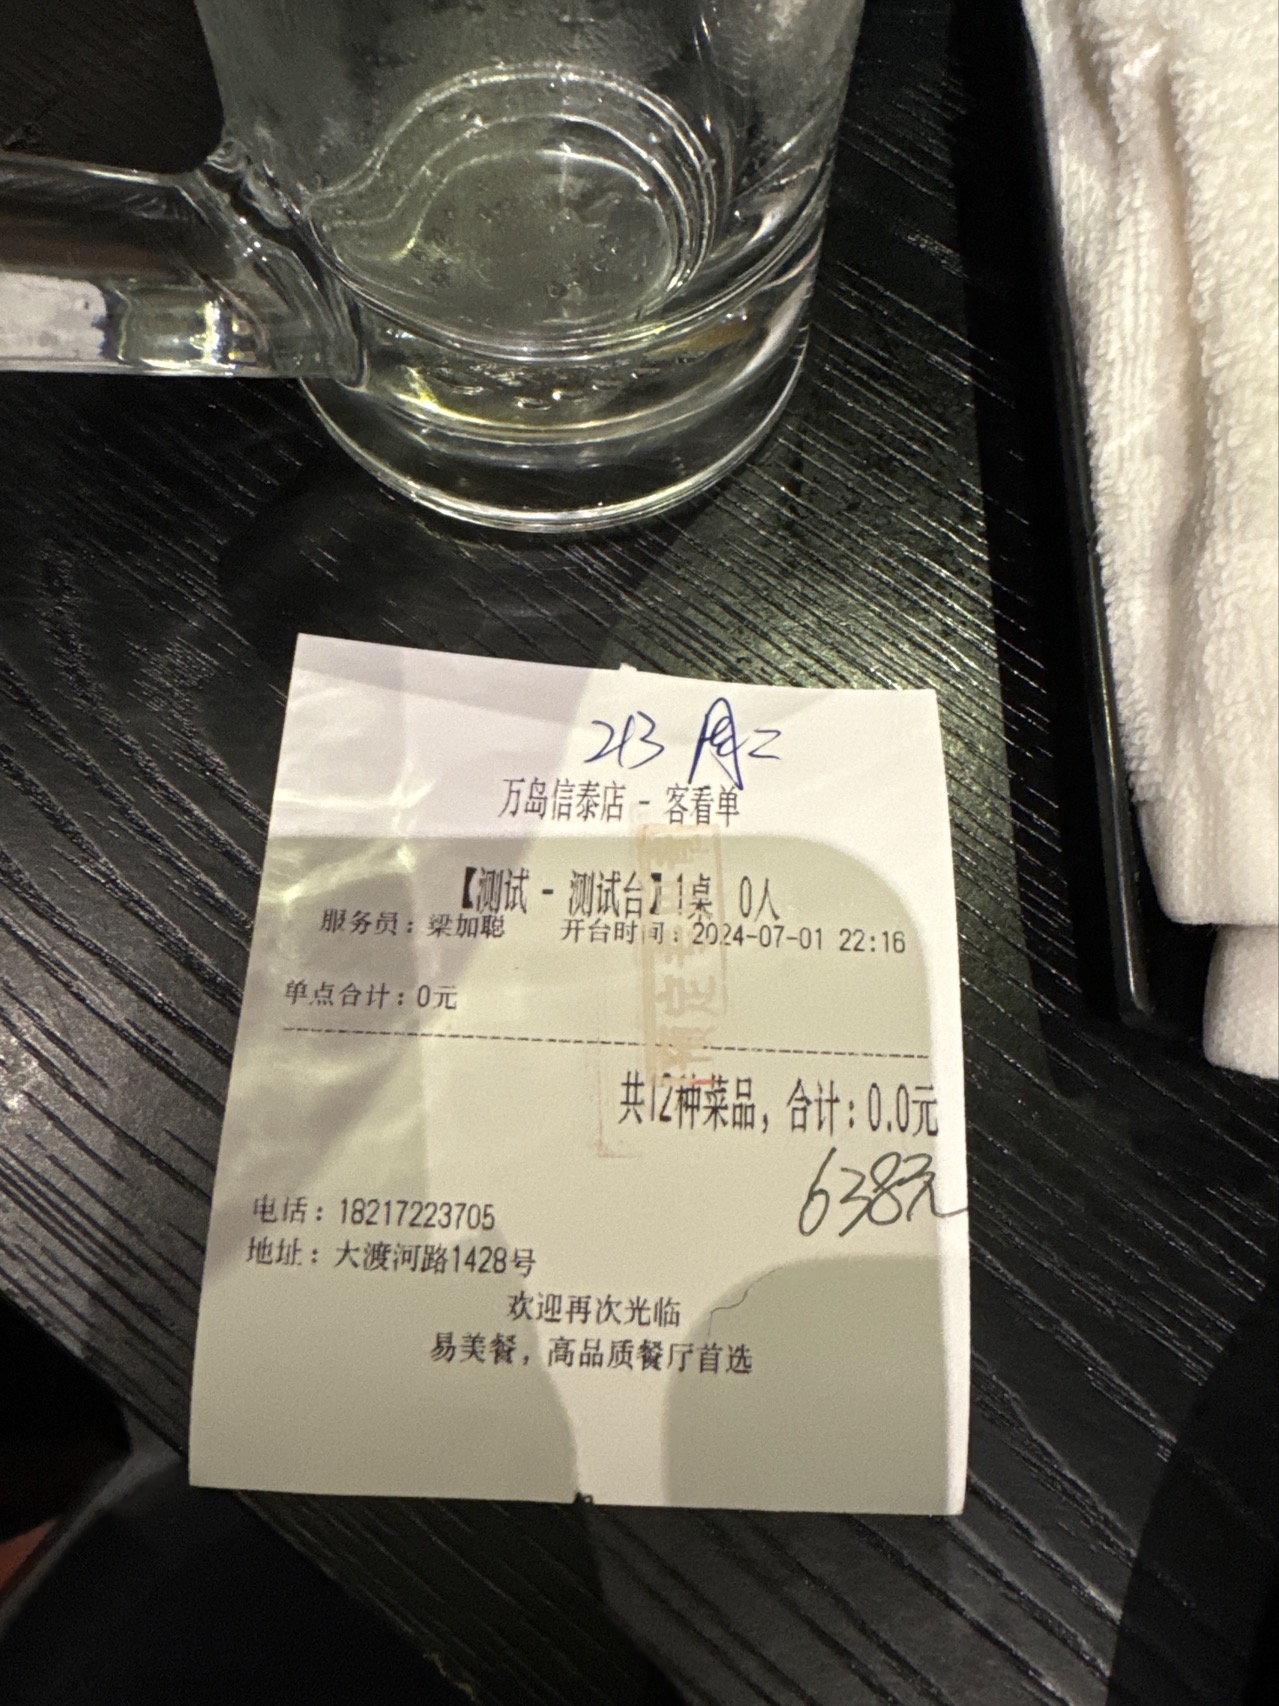 213 周二
万岛信泰店 - 客看单
【测试 - 测试台】1桌 0人
服务员：梁加聪 开台时间：2024-07-01 22:16
单点合计：0元
共12种菜品，合计：0.0元
638元
电话：18217223705
地址：大渡河路1428号
欢迎再次光临
易美餐，高品质餐厅首选